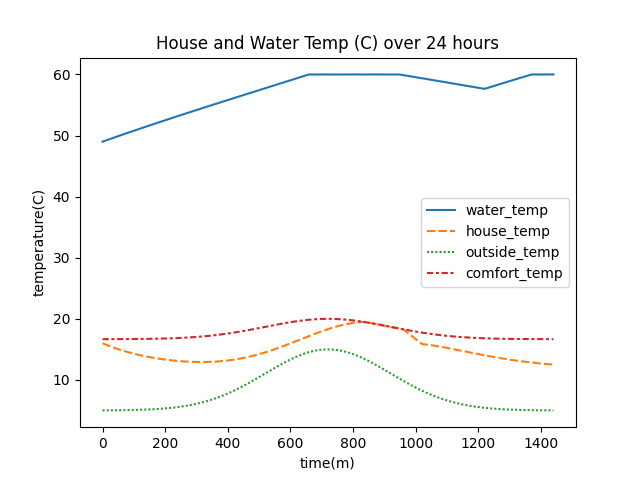 House and Water Temp (C) over 24 hours
temperature(C)
60
50
40
30
20
10
water_temp
house_temp
outside_temp
comfort_temp
0 200 400 600 800 1000 1200 1400
time(m)